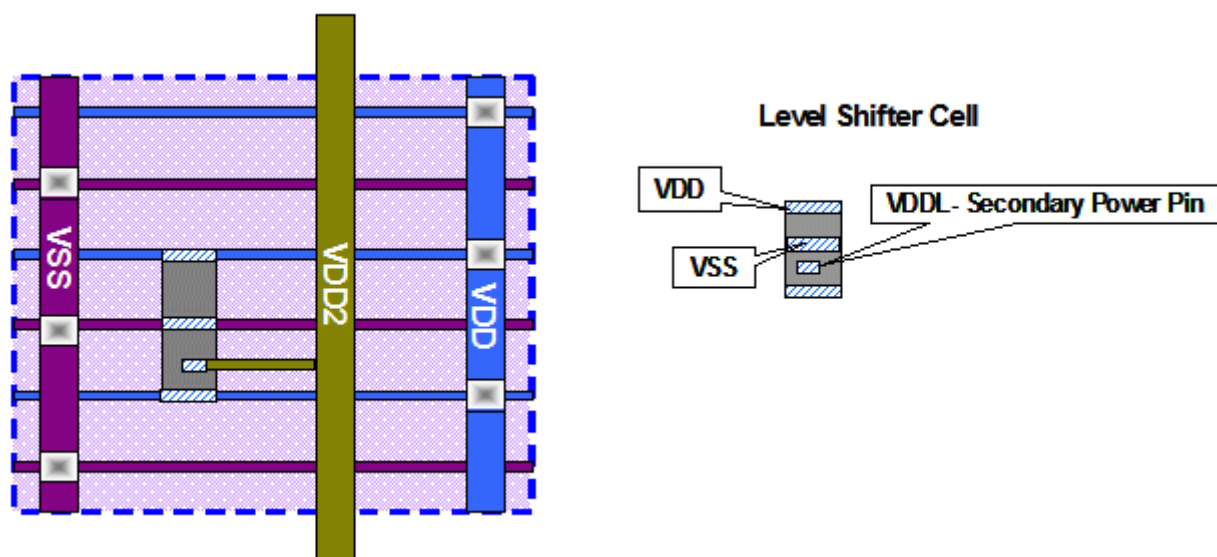 VSS
VDD2
VDD
Level Shifter Cell
VDD
VDDL- Secondary Power Pin
VSS